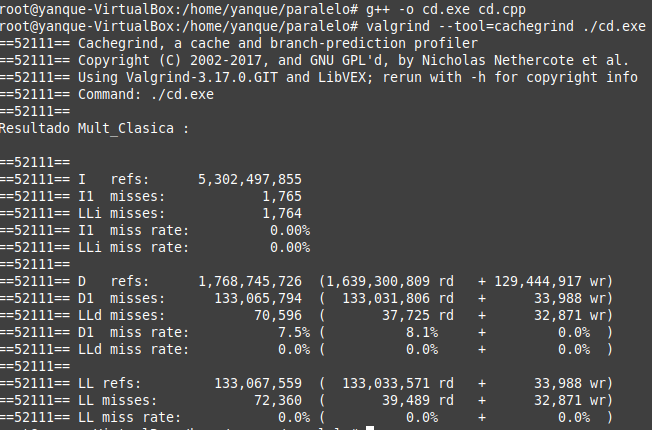 root@yanque-VirtualBox:/home/yanque/paralelo# g++ -o cd.exe cd.cpp
root@yanque-VirtualBox:/home/yanque/paralelo# valgrind --tool=cachegrind ./cd.exe
==52111== Cachegrind, a cache and branch-prediction profiler
==52111== Copyright (C) 2002-2017, and GNU GPL'd, by Nicholas Nethercote et al.
==52111== Using Valgrind-3.17.0.GIT and LibVEX; rerun with -h for copyright info
==52111== Command: ./cd.exe
==52111==
Resultado Mult_Clasica :
==52111==
==52111== I   refs:      5,302,497,855
==52111== I1  misses:            1,765
==52111== LLi misses:            1,764
==52111== I1  miss rate:          0.00%
==52111== LLi miss rate:          0.00%
==52111==
==52111== D   refs:      1,768,745,726  (1,639,300,809 rd   + 129,444,917 wr)
==52111== D1  misses:      133,065,794  (  133,031,806 rd   +      33,988 wr)
==52111== LLd misses:           70,596  (       37,725 rd   +      32,871 wr)
==52111== D1  miss rate:           7.5% (          8.1%     +         0.0%  )
==52111== LLd miss rate:           0.0% (          0.0%     +         0.0%  )
==52111==
==52111== LL refs:         133,067,559  (  133,033,571 rd   +      33,988 wr)
==52111== LL misses:            72,360  (       39,489 rd   +      32,871 wr)
==52111== LL miss rate:            0.0% (          0.0%     +         0.0%  )